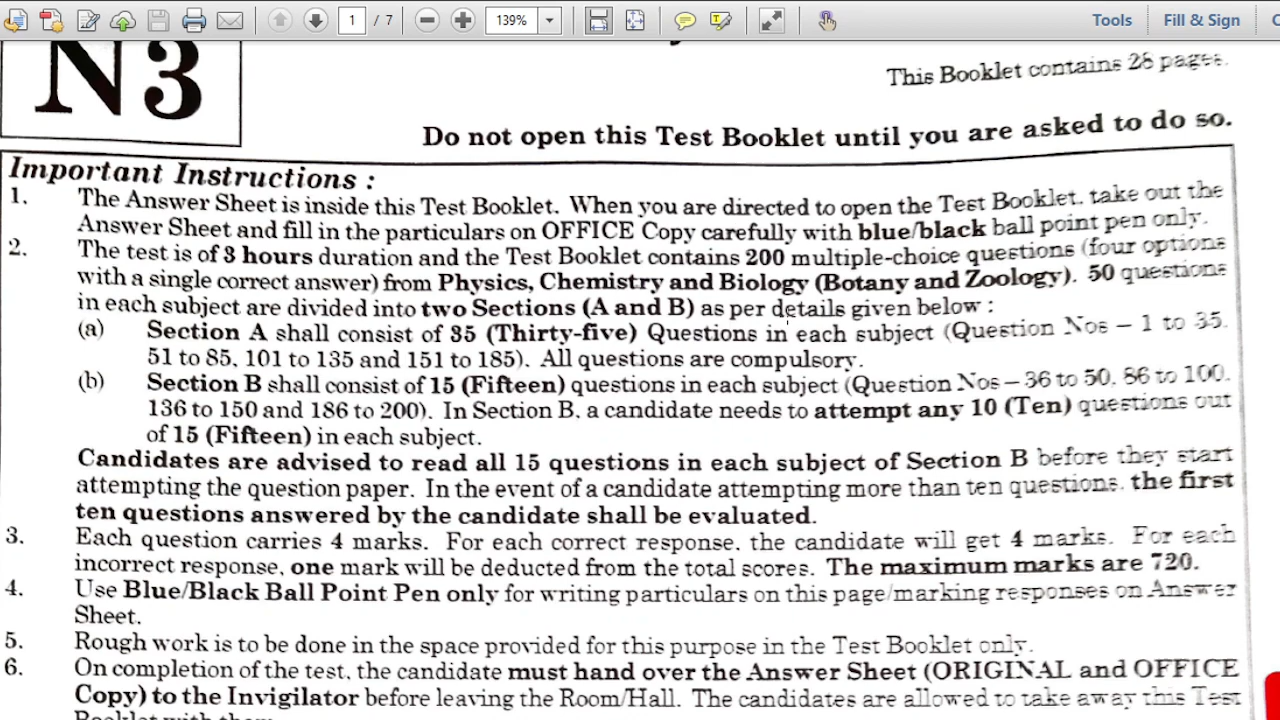 1 / 7
139%
Tools
Fill & Sign
N3
This Booklet contains 28 pages.
Do not open this Test Booklet until you are asked to do so.
Important Instructions :
1. The Answer Sheet is inside this Test Booklet. When you are directed to open the Test Booklet, take out the
Answer Sheet and fill in the particulars on OFFICE Copy carefully with blue/black ball point pen only.
2. The test is of 3 hours duration and the Test Booklet contains 200 multiple-choice questions (four options
with a single correct answer) from Physics, Chemistry and Biology (Botany and Zoology). 50 questions
in each subject are divided into two Sections (A and B) as per details given below :
(a) Section A shall consist of 35 (Thirty-five) Questions in each subject (Question Nos – 1 to 35,
51 to 85, 101 to 135 and 151 to 185). All questions are compulsory.
(b) Section B shall consist of 15 (Fifteen) questions in each subject (Question Nos – 36 to 50, 86 to 100,
136 to 150 and 186 to 200). In Section B, a candidate needs to attempt any 10 (Ten) questions out
of 15 (Fifteen) in each subject.
Candidates are advised to read all 15 questions in each subject of Section B before they start
attempting the question paper. In the event of a candidate attempting more than ten questions, the first
ten questions answered by the candidate shall be evaluated.
3. Each question carries 4 marks. For each correct response, the candidate will get 4 marks. For each
incorrect response, one mark will be deducted from the total scores. The maximum marks are 720.
4. Use Blue/Black Ball Point Pen only for writing particulars on this page/marking responses on Answer
Sheet.
5. Rough work is to be done in the space provided for this purpose in the Test Booklet only.
6. On completion of the test, the candidate must hand over the Answer Sheet (ORIGINAL and OFFICE
Copy) to the Invigilator before leaving the Room/Hall. The candidates are allowed to take away this Test
Booklet with them.